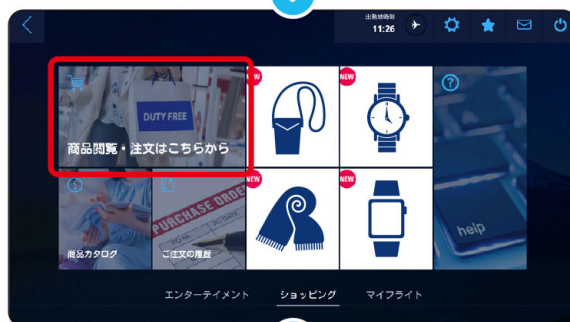 出発地時刻
11:26
NEW
NEW
DUTY FREE
商品閲覧・注文はこちらから
NEW
NEW
PURCHASE ORDER
商品カタログ
ご注文の履歴
help
エンターテイメント
ショッピング
マイフライト